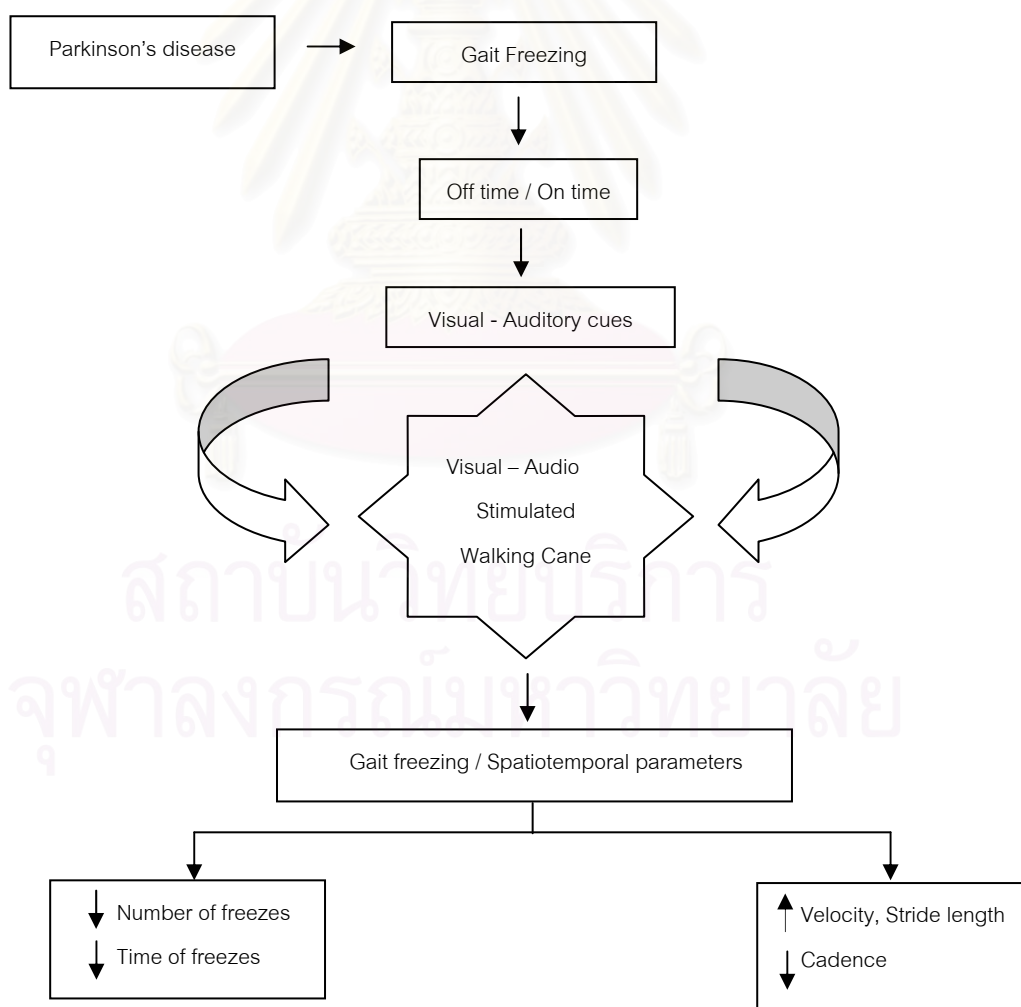 Parkinson's disease
Gait Freezing
Off time / On time
Visual - Auditory cues
Visual – Audio
Stimulated
Walking Cane
สถาบันวิทยบริการ
จุฬาลงกรณ์มหาวิทยาลัย
Gait freezing / Spatiotemporal parameters
↓ Number of freezes
↓ Time of freezes
↑ Velocity, Stride length
↓ Cadence